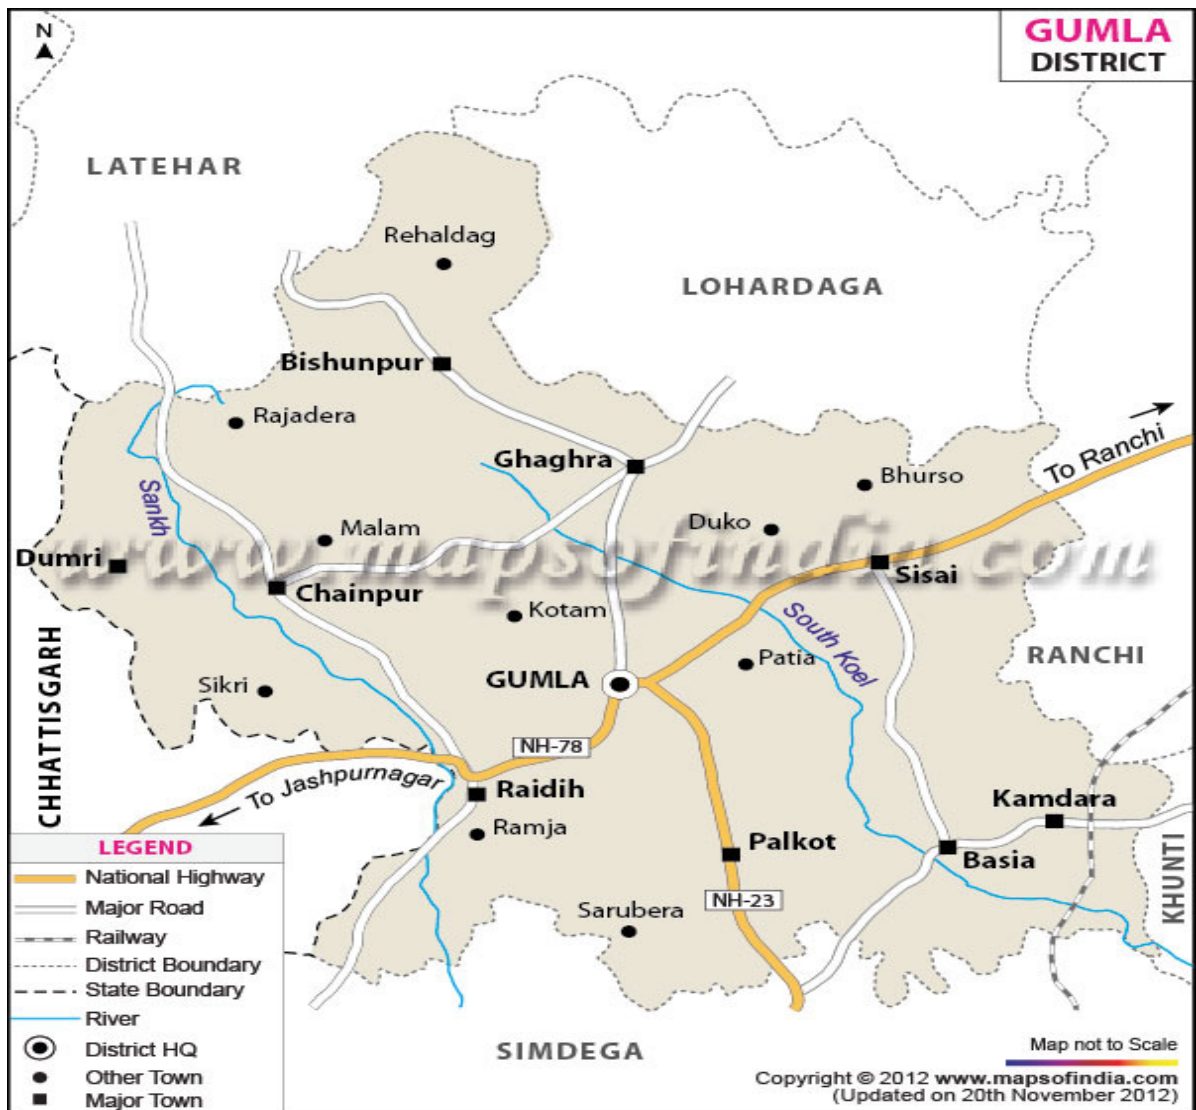 N
GUMLA
DISTRICT
LATEHAR
Rehaldag
LOHARDAGA
Bishunpur
Rajadera
Ghaghra
To Ranchi
Bhurso
Sankh
Malam
Duko
www.mapsofindia.com
Dumri
Sisai
Chainpur
Kotam
South Koel
CHHATTISGARH
Patia
RANCHI
GUMLA
Sikri
NH-78
To Jashpurnagar
Raidih
Kamdara
Ramja
Palkot
Basia
KHUNTI
NH-23
Sarubera
SIMDEGA
LEGEND
National Highway
Major Road
Railway
District Boundary
State Boundary
River
District HQ
Other Town
Major Town
Map not to Scale
Copyright © 2012 www.mapsofindia.com
(Updated on 20th November 2012)